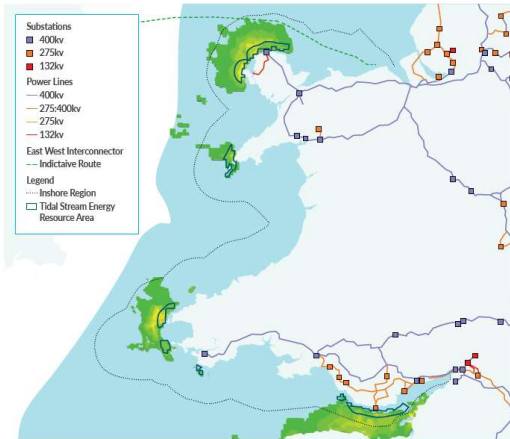 Substations
400kv
275kv
132kv
Power Lines
400kv
275:400kv
275kv
132kv
East West Interconnector
Indictaive Route
Legend
Inshore Region
Tidal Stream Energy
Resource Area